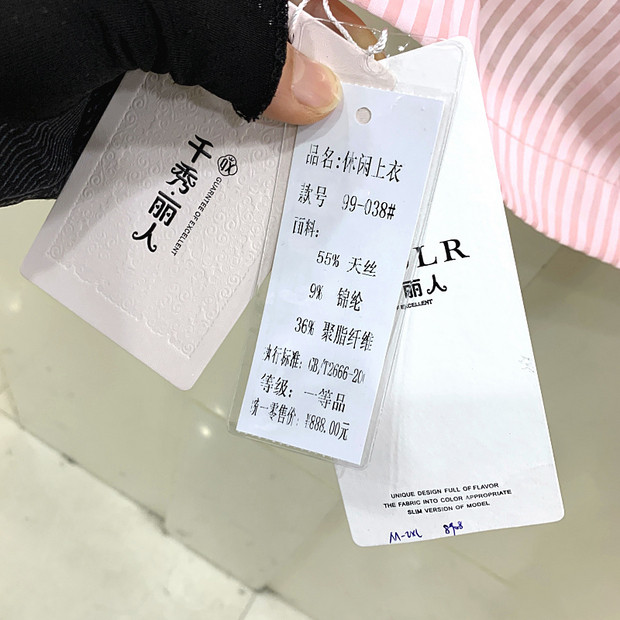 千秀.丽人
GUARNTEE OF EXCELLENT
品名:休闲上衣
款号 99-038#
面料:
55% 天丝
9% 锦纶
36% 聚脂纤维
执行标准: GB/T2666-20
等级: 一等品
统一零售价: ¥888.00元
LR
丽人
EXCELLENT
UNIQUE DESIGN FULL OF FLAVOR
THE FABRIC INTO COLOR APPROPRIATE
SLIM VERSION OF MODEL
M-2XL